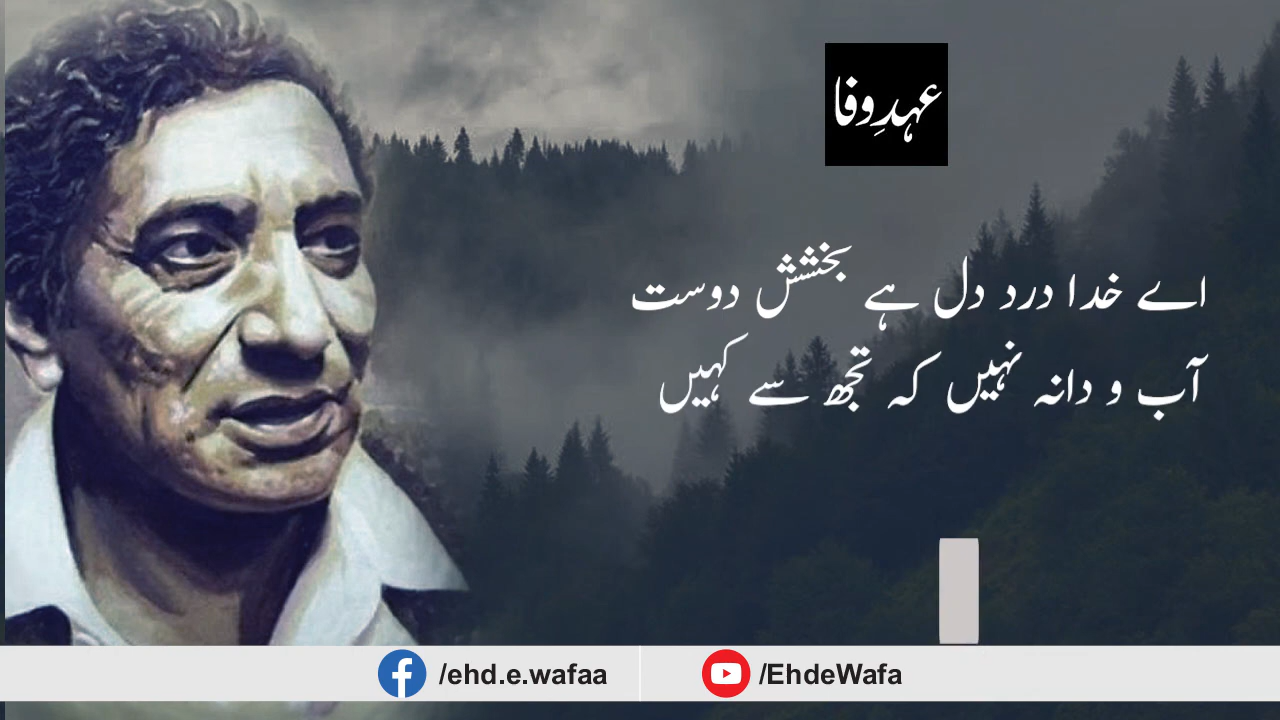 عہدِ وفا
اے خدا درد دل ہے بخشش دوست
آب و دانہ نہیں کہ تجھ سے کہیں
/ehd.e.wafaa
/EhdeWafa